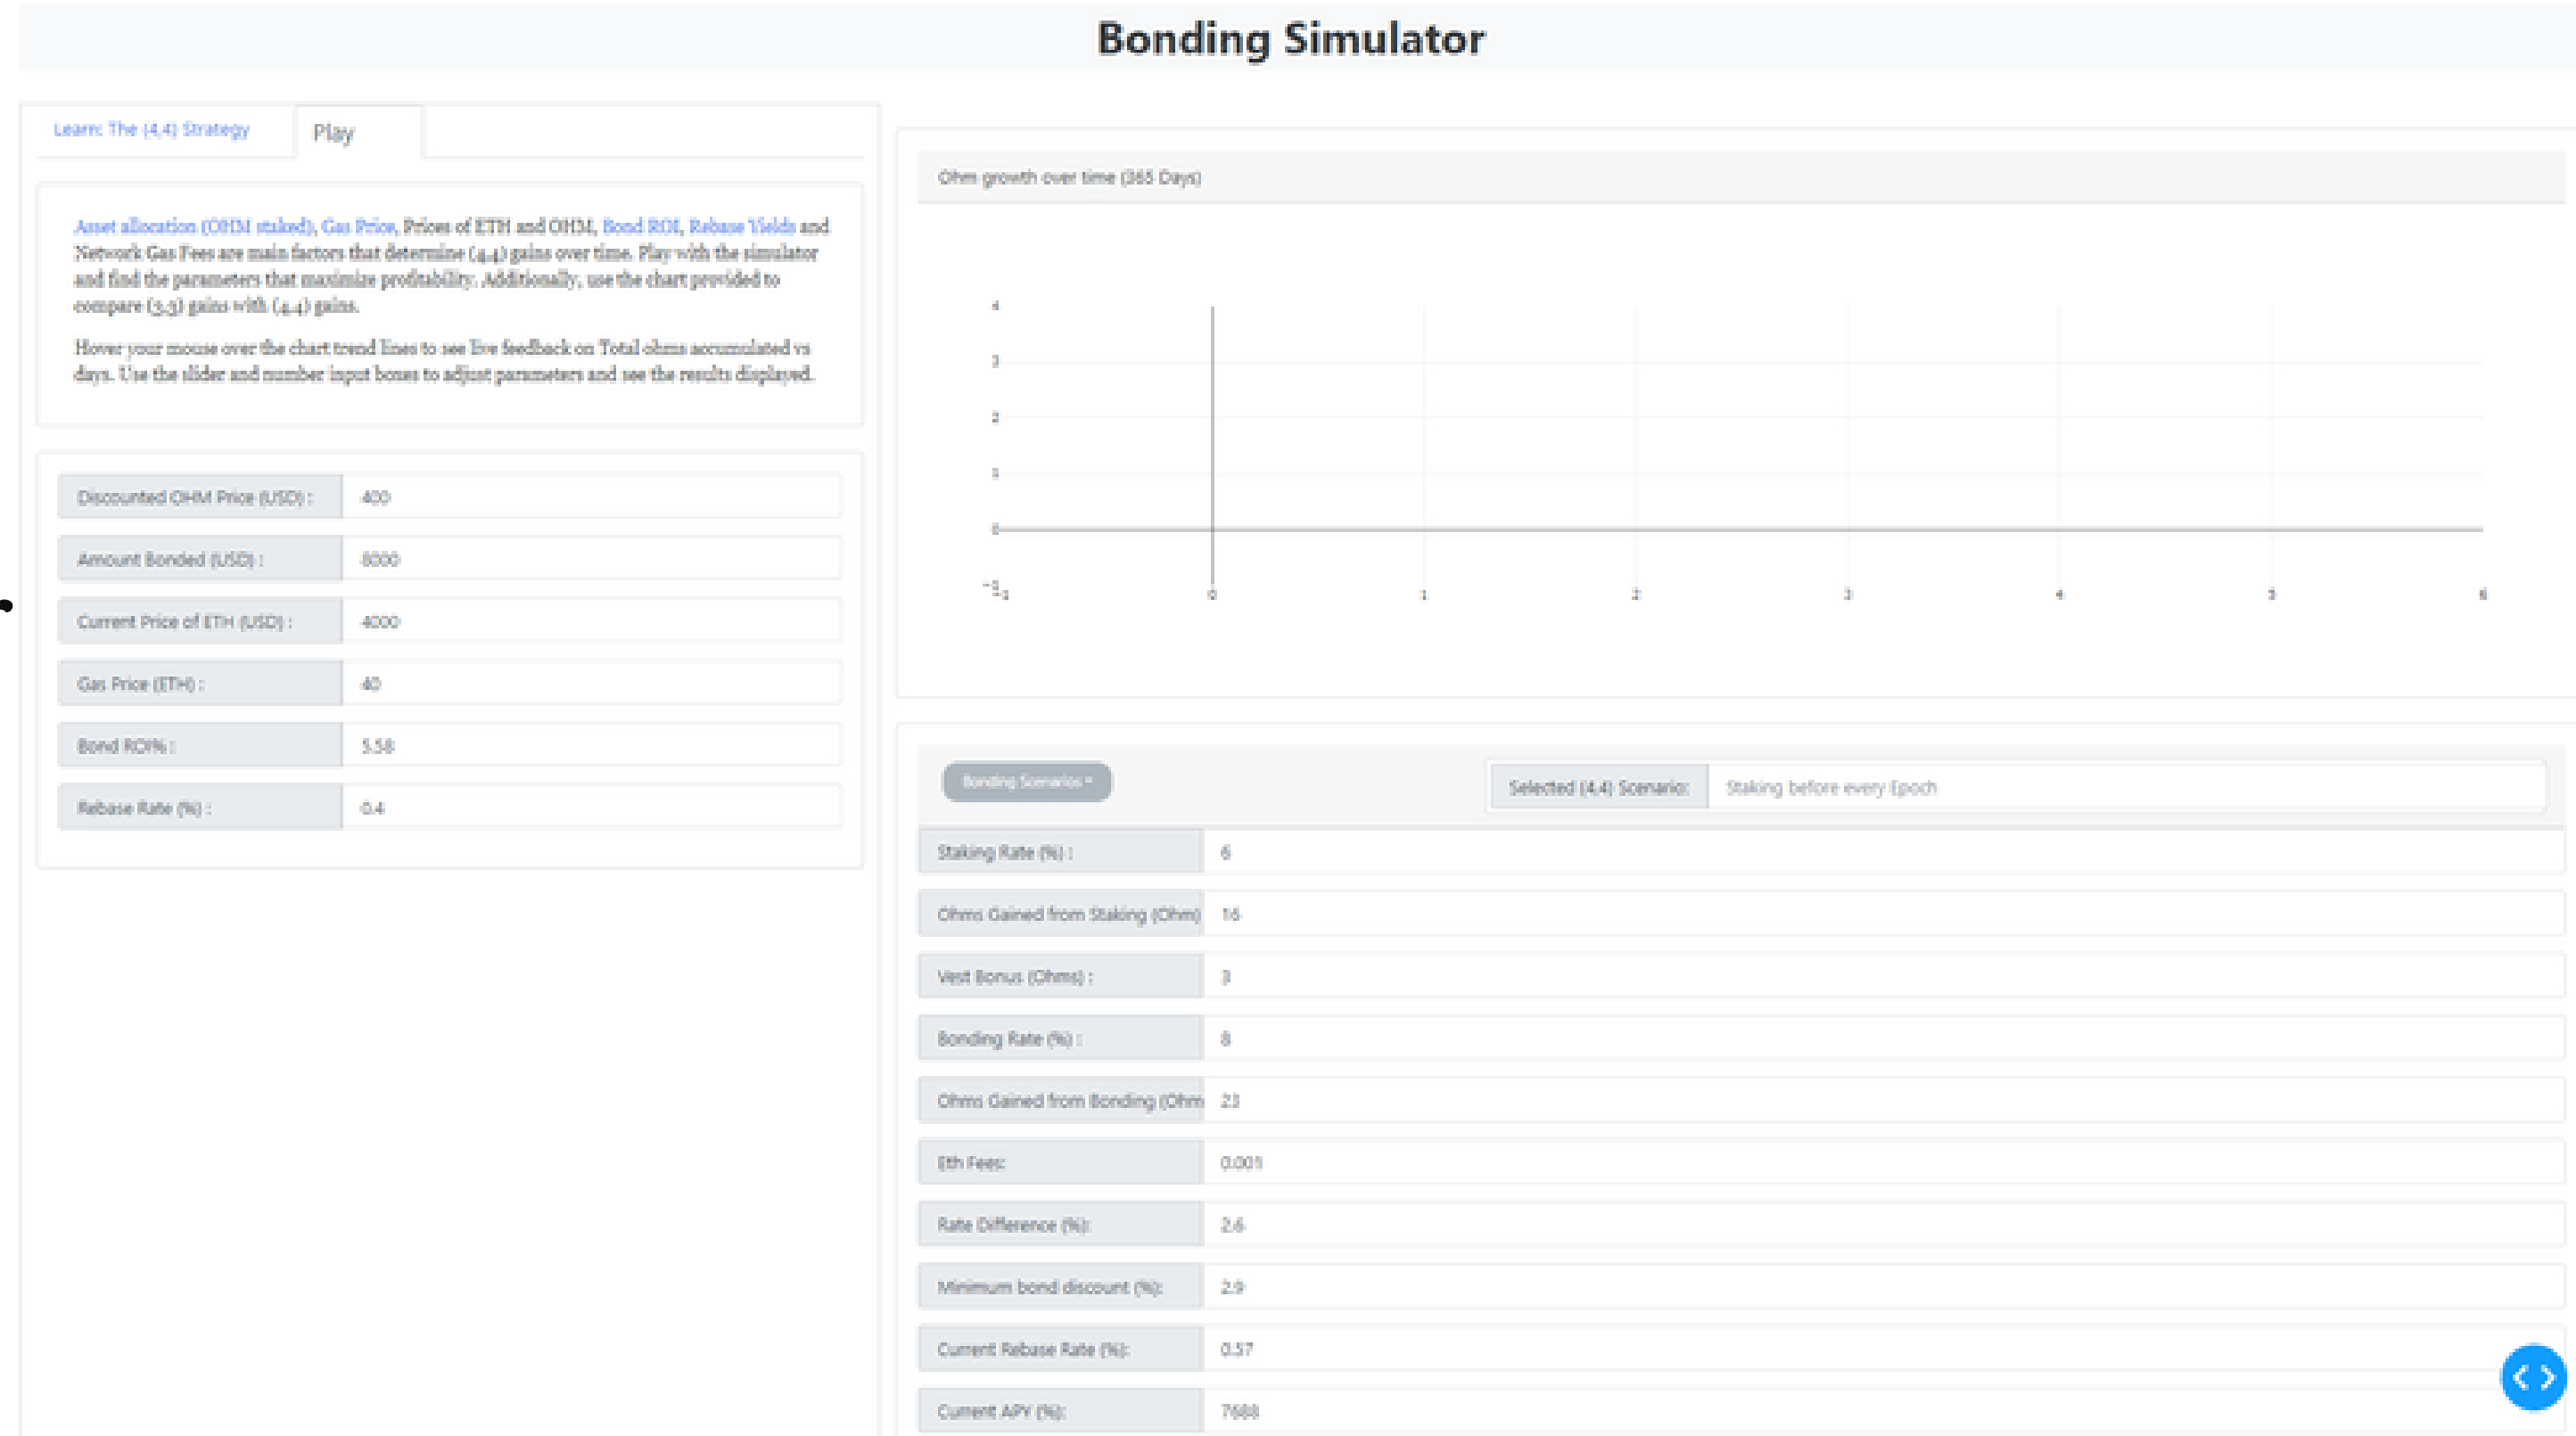 Bonding Simulator
Learn: The (4,4) Strategy
Play
Asset allocation (OHM staked), Gas Price, Prices of ETH and OHM, Bond ROI, Rebase Yields and
Network Gas Fees are main factors that determine (4,4) gains over time. Play with the simulator
and find the parameters that maximize profitability. Additionally, use the chart provided to
compare (3,3) gains with (4,4) gains.
Hover your mouse over the chart trend lines to see live feedback on Total ohms accumulated vs
days. Use the slider and number input boxes to adjust parameters and see the results displayed.
Discounted OHM Price (USD) : 400
Amount Bonded (USD) : 8000
Current Price of ETH (USD) : 4000
Gas Price (ETH) : 40
Bond ROI% : 5.58
Rebase Rate (%) : 0.4
Ohm growth over time (365 Days)
4
3
2
1
0
−1
−1 0 1 2 3 4 5 6
Bonding Scenarios
Selected (4,4) Scenario: Staking before every Epoch
Staking Rate (%) : 6
Ohms Gained from Staking (Ohm) 16
Vest Bonus (Ohms) : 3
Bonding Rate (%) : 8
Ohms Gained from Bonding (Ohm 23
Eth Fees: 0.001
Rate Difference (%): 2.6
Minimum bond discount (%): 2.9
Current Rebase Rate (%): 0.57
Current APY (%): 7688